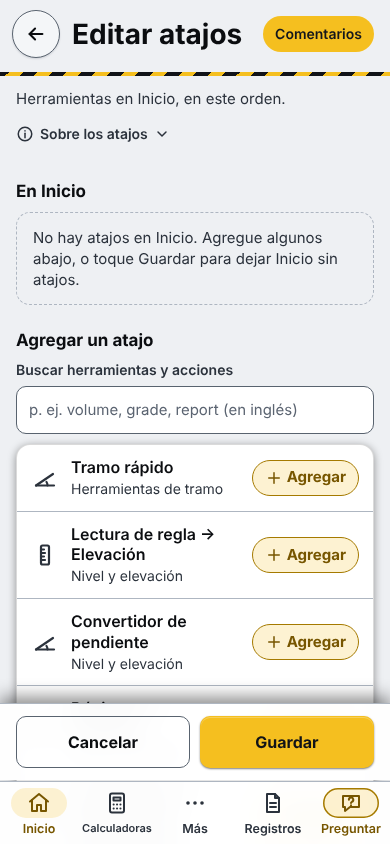 Editar atajos
Comentarios
Herramientas en Inicio, en este orden.
Sobre los atajos
En Inicio
No hay atajos en Inicio. Agregue algunos
abajo, o toque Guardar para dejar Inicio sin
atajos.
Agregar un atajo
Buscar herramientas y acciones
p. ej. volume, grade, report (en inglés)
Tramo rápido
Herramientas de tramo
+ Agregar
Lectura de regla →
Elevación
Nivel y elevación
+ Agregar
Convertidor de
pendiente
Nivel y elevación
+ Agregar
Cancelar
Guardar
Inicio
Calculadoras
Más
Registros
Preguntar